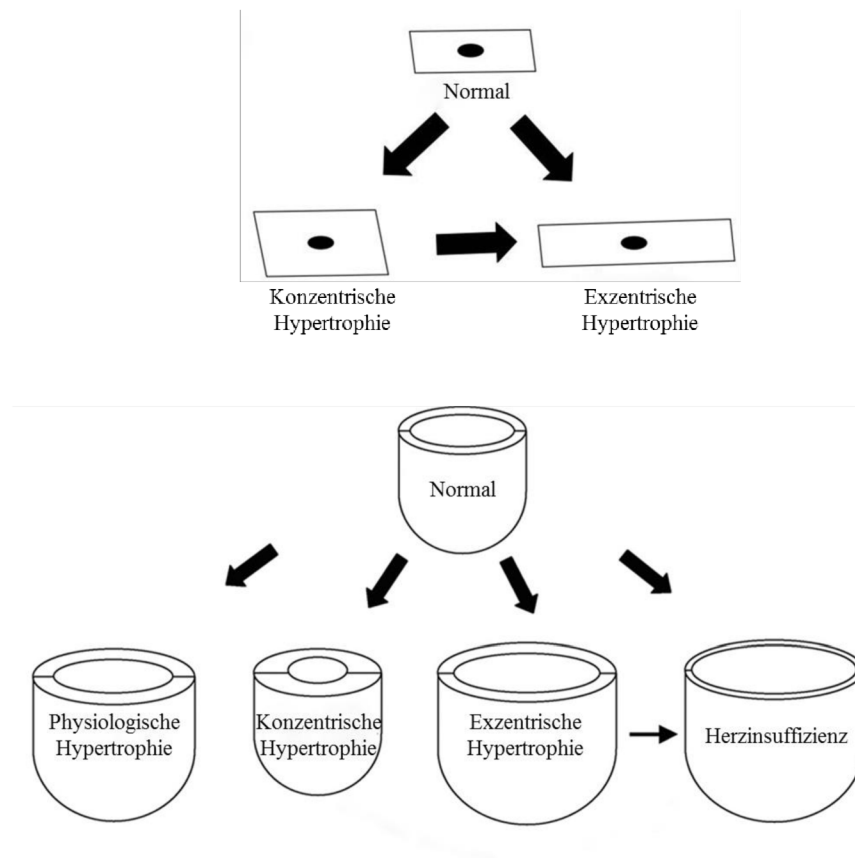 Normal
Konzentrische
Hypertrophie
Exzentrische
Hypertrophie
Normal
Physiologische
Hypertrophie
Konzentrische
Hypertrophie
Exzentrische
Hypertrophie
Herzinsuffizienz